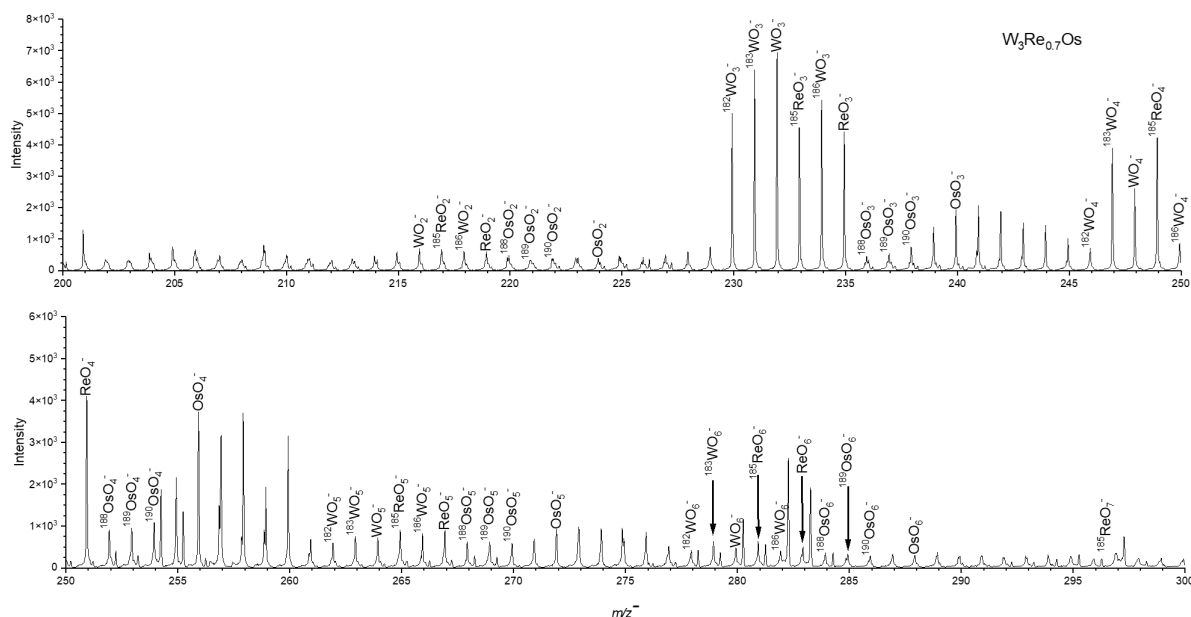 W₃Re₀.₇Os
8×10³
7×10³
6×10³
5×10³
4×10³
3×10³
2×10³
1×10³
0
Intensity
WO₂⁻
¹⁸⁵ReO₂⁻
¹⁸⁶WO₂⁻
ReO₂⁻
¹⁸⁸OsO₂⁻
¹⁸⁹OsO₂⁻
¹⁹⁰OsO₂⁻
OsO₂⁻
¹⁸²WO₃⁻
¹⁸³WO₃⁻
WO₃⁻
¹⁸⁵ReO₃⁻
¹⁸⁶WO₃⁻
ReO₃⁻
¹⁸⁸OsO₃⁻
¹⁸⁹OsO₃⁻
¹⁹⁰OsO₃⁻
OsO₃⁻
¹⁸²WO₄⁻
¹⁸³WO₄⁻
WO₄⁻
¹⁸⁵ReO₄⁻
¹⁸⁶WO₄⁻
200 205 210 215 220 225 230 235 240 245 250
6×10³
5×10³
4×10³
3×10³
2×10³
1×10³
0
Intensity
ReO₄⁻
¹⁸⁸OsO₄⁻
¹⁸⁹OsO₄⁻
¹⁹⁰OsO₄⁻
OsO₄⁻
¹⁸²WO₅⁻
¹⁸³WO₅⁻
WO₅⁻
¹⁸⁵ReO₅⁻
¹⁸⁶WO₅⁻
ReO₅⁻
¹⁸⁸OsO₅⁻
¹⁸⁹OsO₅⁻
¹⁹⁰OsO₅⁻
OsO₅⁻
¹⁸²WO₆⁻
¹⁸³WO₆⁻
WO₆⁻
¹⁸⁵ReO₆⁻
¹⁸⁶WO₆⁻
ReO₆⁻
¹⁸⁸OsO₆⁻
¹⁸⁹OsO₆⁻
¹⁹⁰OsO₆⁻
OsO₆⁻
¹⁸⁵ReO₇⁻
250 255 260 265 270 275 280 285 290 295 300
m/z⁻